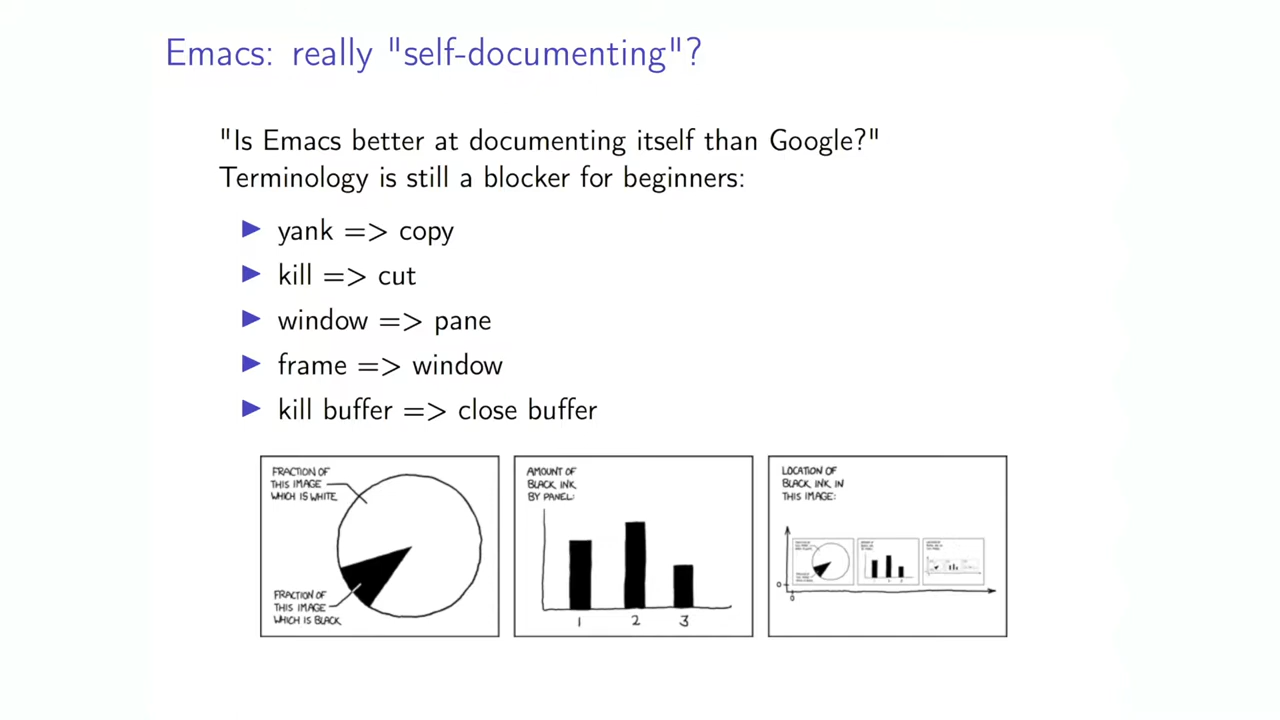 Emacs: really "self-documenting"?
"Is Emacs better at documenting itself than Google?"
Terminology is still a blocker for beginners:
yank => copy
kill => cut
window => pane
frame => window
kill buffer => close buffer
FRACTION OF
THIS IMAGE
WHICH IS WHITE
FRACTION OF
THIS IMAGE
WHICH IS BLACK
AMOUNT OF
BLACK INK
BY PANEL:
1 2 3
LOCATION OF
BLACK INK IN
THIS IMAGE:
0
0